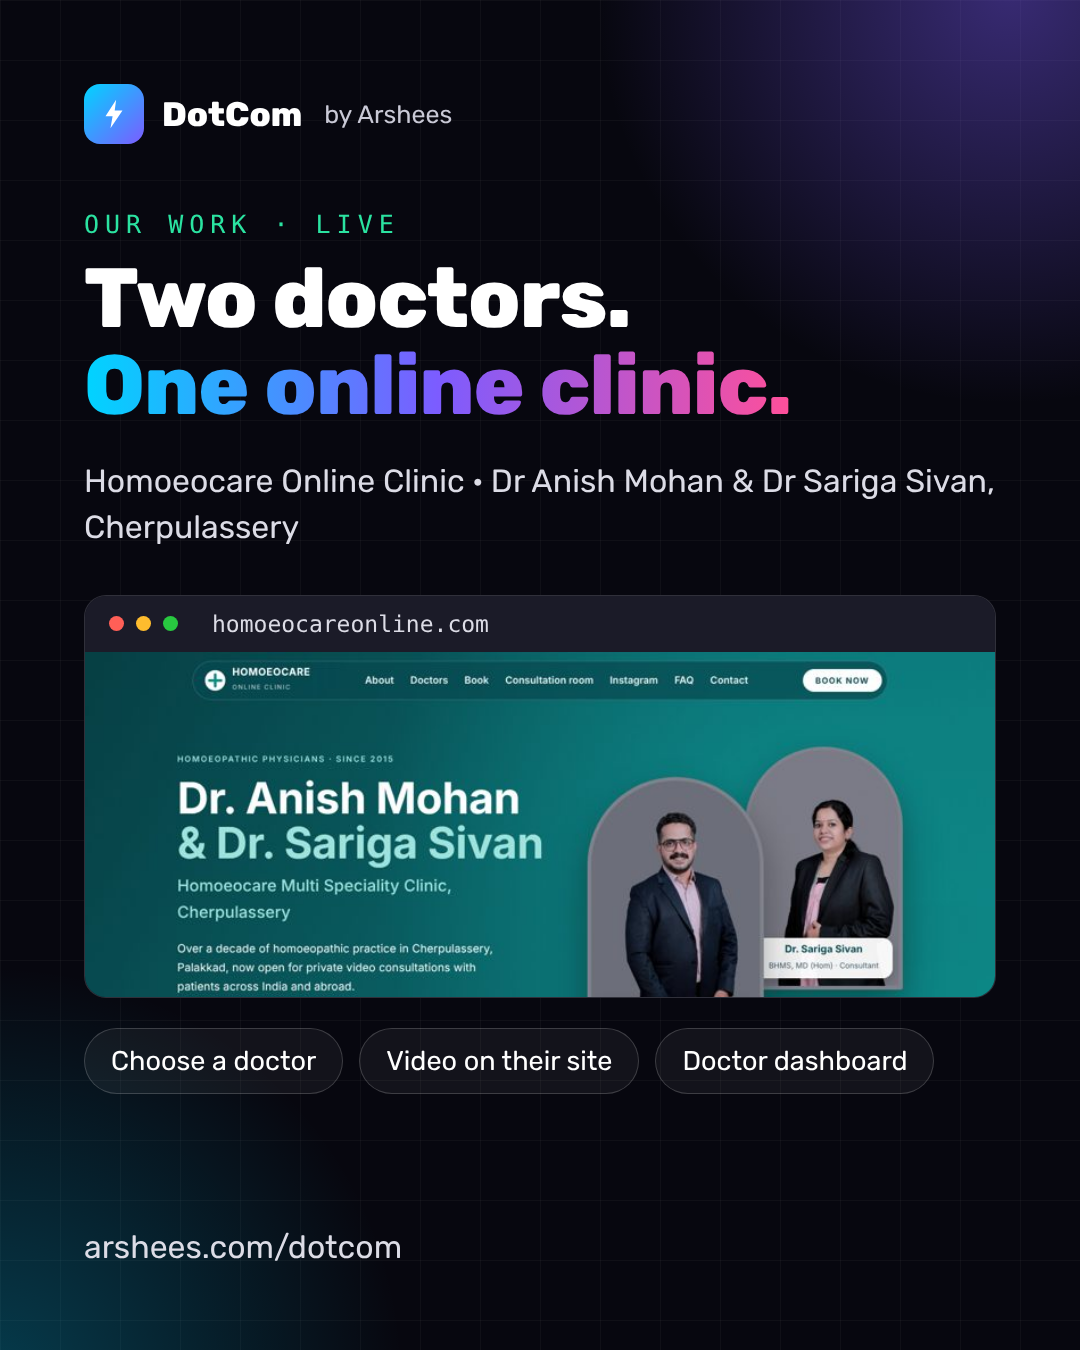 DotCom by Arshees
OUR WORK · LIVE
Two doctors.
One online clinic.
Homoeocare Online Clinic • Dr Anish Mohan & Dr Sariga Sivan,
Cherpulassery
homoeocareonline.com
HOMOEOCARE
ONLINE CLINIC
About Doctors Book Consultation room Instagram FAQ Contact
BOOK NOW
HOMOEOPATHIC PHYSICIANS · SINCE 2015
Dr. Anish Mohan
& Dr. Sariga Sivan
Homoeocare Multi Speciality Clinic,
Cherpulassery
Over a decade of homoeopathic practice in Cherpulassery,
Palakkad, now open for private video consultations with
patients across India and abroad.
Dr. Sariga Sivan
BHMS, MD (Hom) · Consultant
Choose a doctor
Video on their site
Doctor dashboard
arshees.com/dotcom